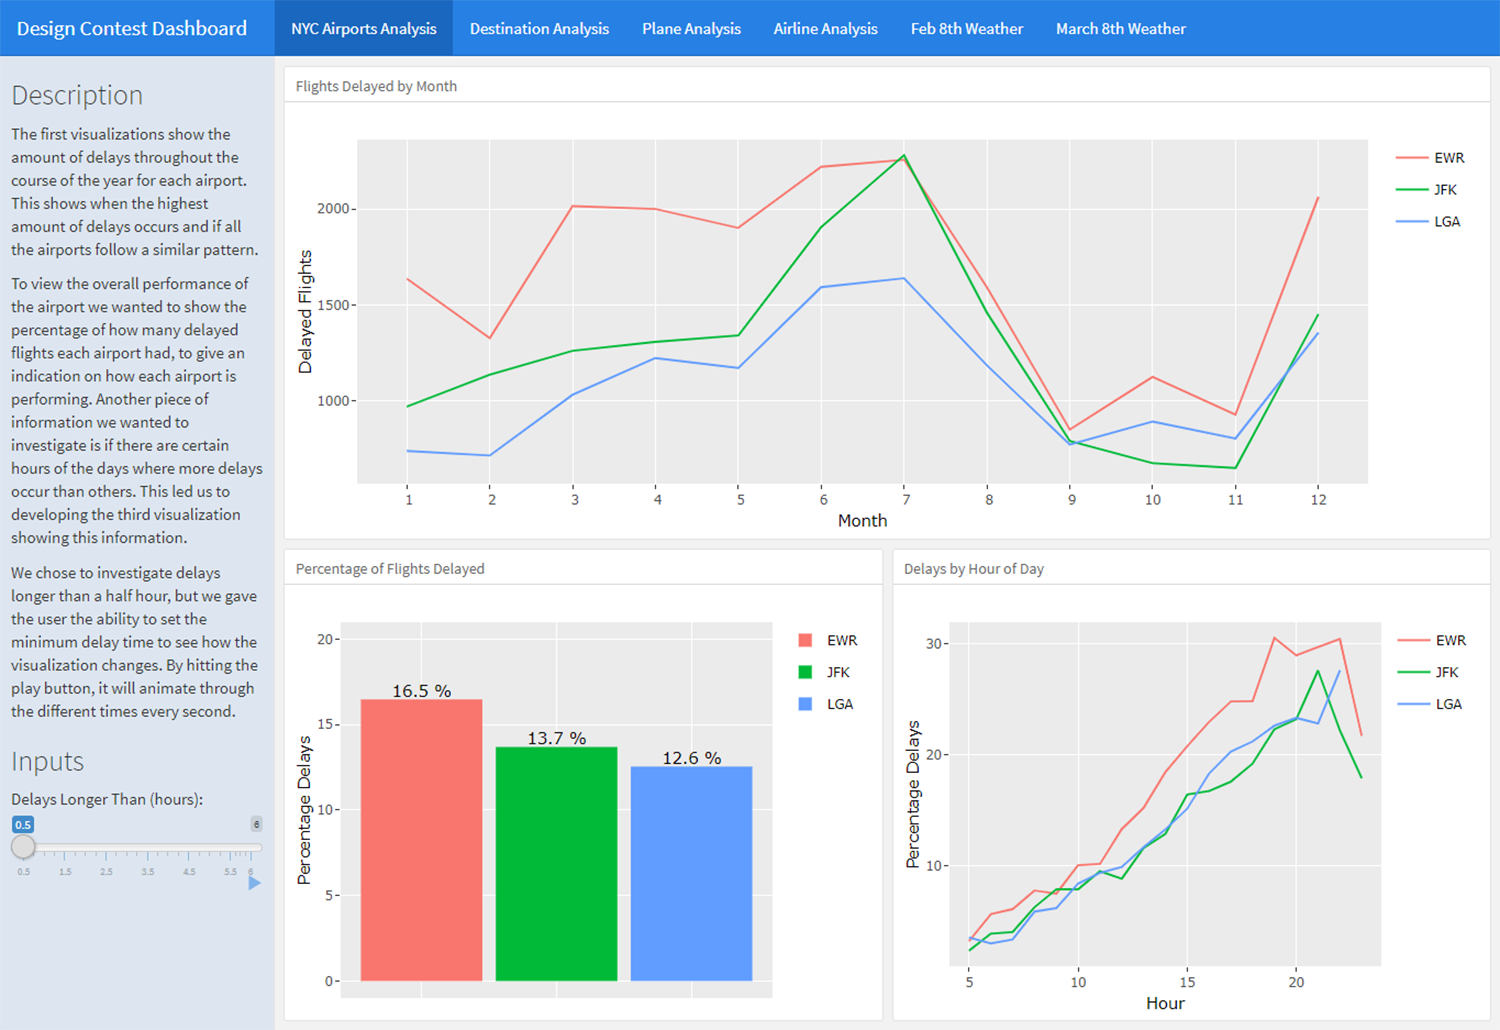 Design Contest Dashboard
NYC Airports Analysis
Destination Analysis
Plane Analysis
Airline Analysis
Feb 8th Weather
March 8th Weather
Description
The first visualizations show the
amount of delays throughout the
course of the year for each airport.
This shows when the highest
amount of delays occurs and if all
the airports follow a similar pattern.
To view the overall performance of
the airport we wanted to show the
percentage of how many delayed
flights each airport had, to give an
indication on how each airport is
performing. Another piece of
information we wanted to
investigate is if there are certain
hours of the days where more delays
occur than others. This led us to
developing the third visualization
showing this information.
We chose to investigate delays
longer than a half hour, but we gave
the user the ability to set the
minimum delay time to see how the
visualization changes. By hitting the
play button, it will animate through
the different times every second.
Inputs
Delays Longer Than (hours):
0.5 6
0.5 1.5 2.5 3.5 4.5 5.5 6
Flights Delayed by Month
2000
1500
1000
Delayed Flights
1 2 3 4 5 6 7 8 9 10 11 12
Month
EWR
JFK
LGA
Percentage of Flights Delayed
20
15
10
5
0
Percentage Delays
16.5 %
13.7 %
12.6 %
EWR
JFK
LGA
Delays by Hour of Day
30
20
10
Percentage Delays
5 10 15 20
Hour
EWR
JFK
LGA